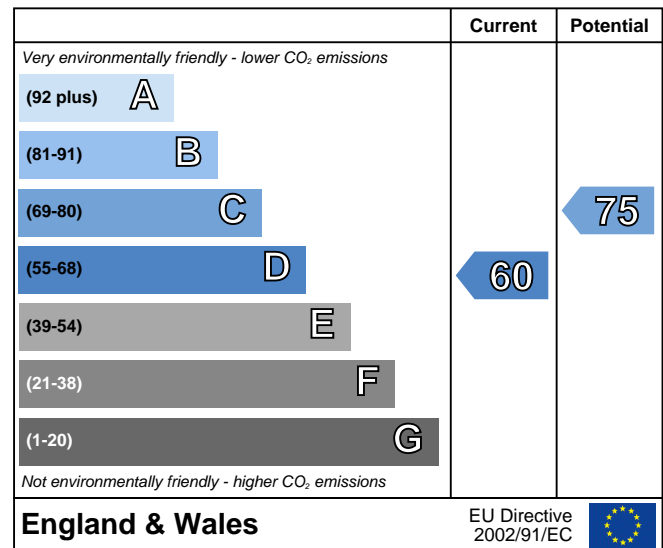 Current Potential
Very environmentally friendly - lower CO₂ emissions
(92 plus) A
(81-91) B
(69-80) C 75
(55-68) D 60
(39-54) E
(21-38) F
(1-20) G
Not environmentally friendly - higher CO₂ emissions
England & Wales
EU Directive
2002/91/EC